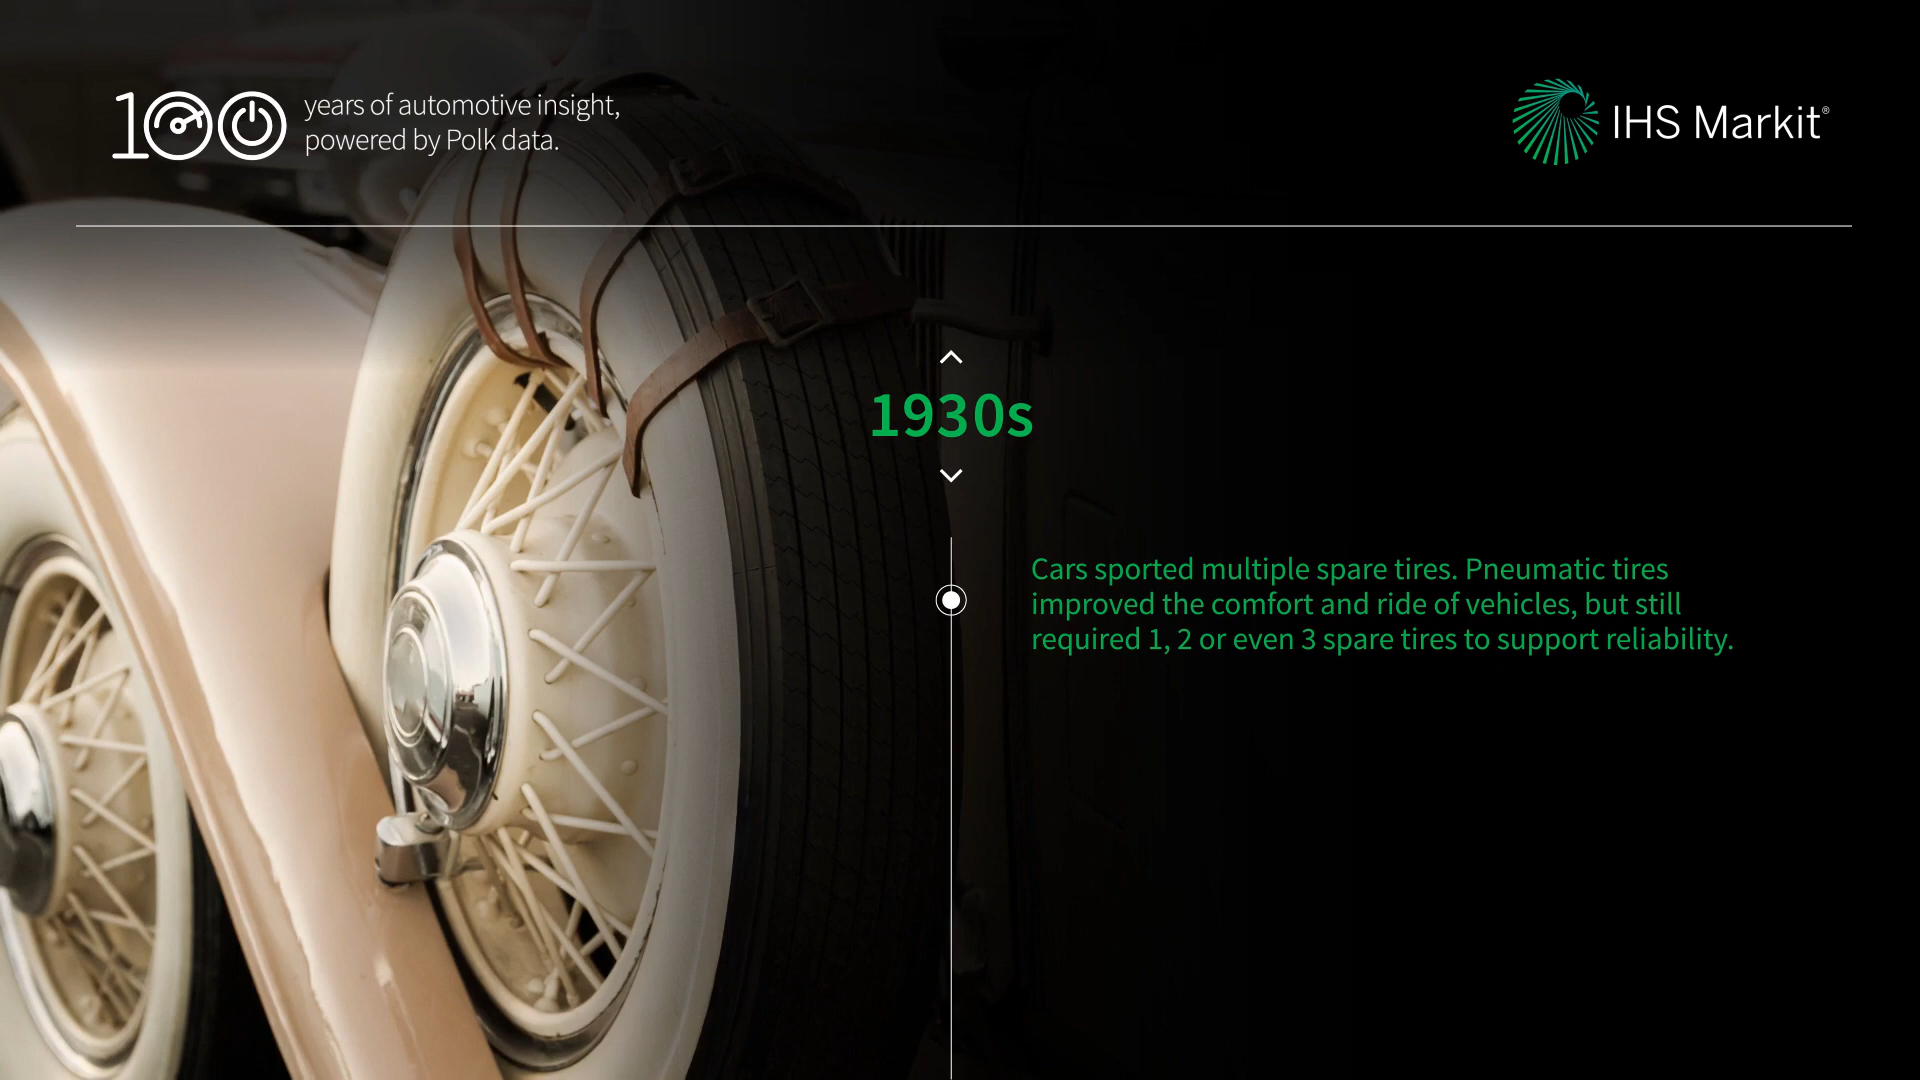 100 years of automotive insight,
powered by Polk data.
IHS Markit®
1930s
Cars sported multiple spare tires. Pneumatic tires
improved the comfort and ride of vehicles, but still
required 1, 2 or even 3 spare tires to support reliability.